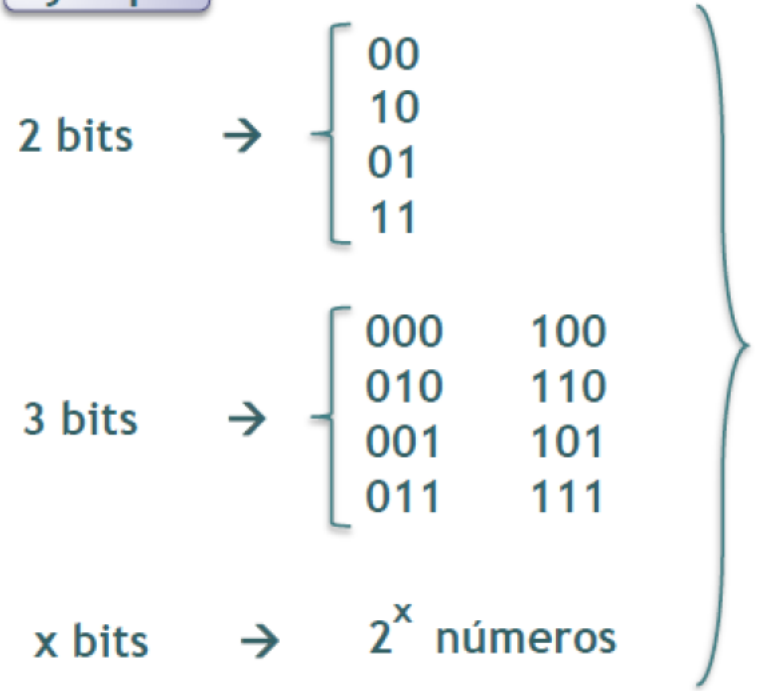 2 bits → 00
10
01
11
3 bits → 000 100
010 110
001 101
011 111
x bits → 2^x números